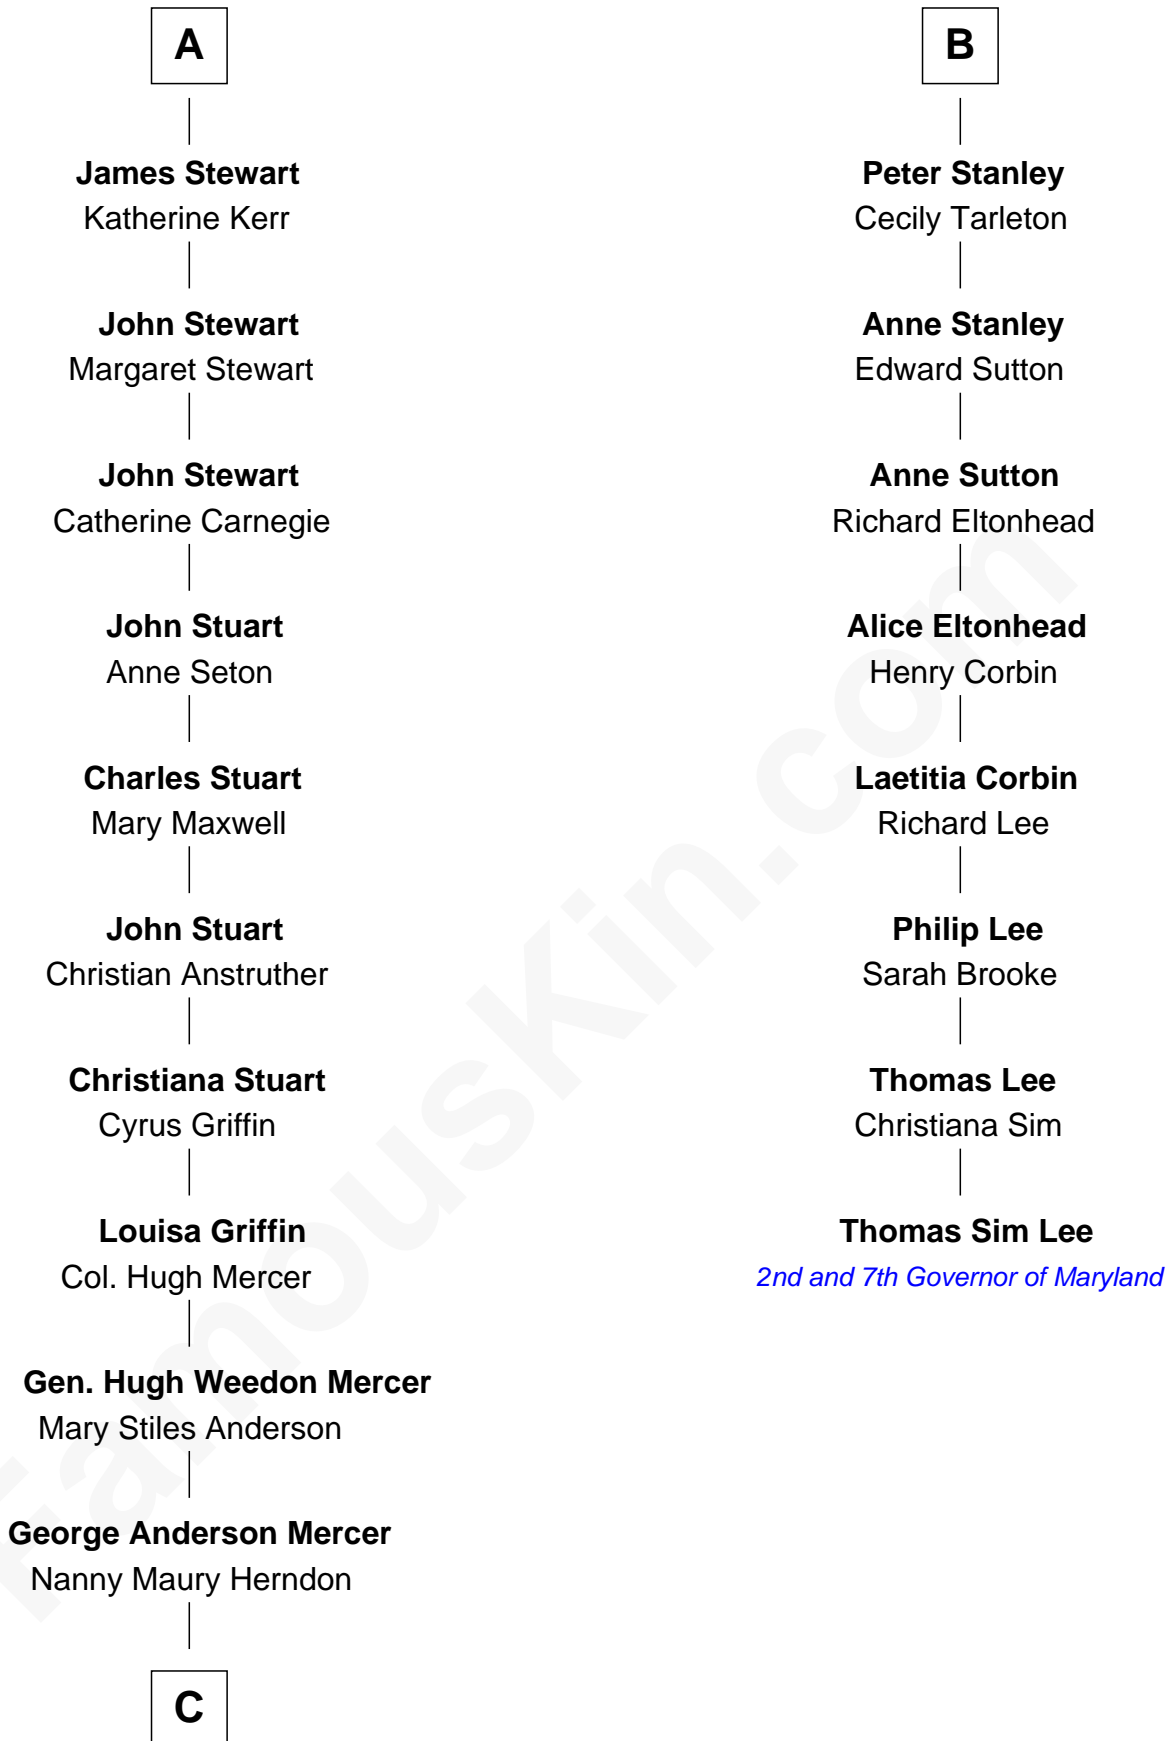 A
James Stewart
Katherine Kerr
John Stewart
Margaret Stewart
John Stewart
Catherine Carnegie
John Stuart
Anne Seton
Charles Stuart
Mary Maxwell
John Stuart
Christian Anstruther
Christiana Stuart
Cyrus Griffin
Louisa Griffin
Col. Hugh Mercer
Gen. Hugh Weedon Mercer
Mary Stiles Anderson
George Anderson Mercer
Nanny Maury Herndon
C
B
Peter Stanley
Cecily Tarleton
Anne Stanley
Edward Sutton
Anne Sutton
Richard Eltonhead
Alice Eltonhead
Henry Corbin
Laetitia Corbin
Richard Lee
Philip Lee
Sarah Brooke
Thomas Lee
Christiana Sim
Thomas Sim Lee
2nd and 7th Governor of Maryland
FamousKin.com